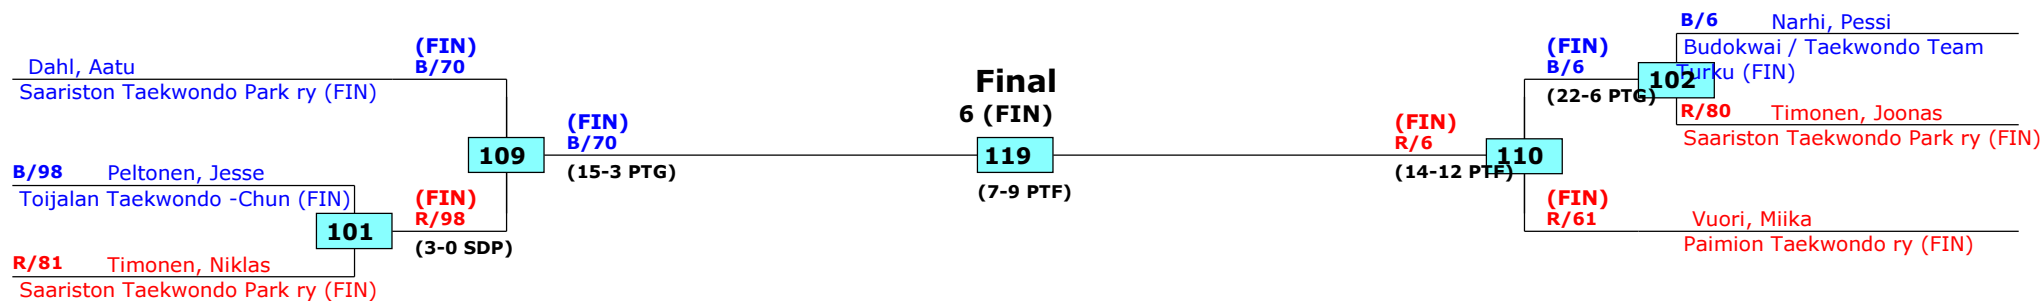 Dahl, Aatu
Saariston Taekwondo Park ry (FIN)
(FIN)
B/70
B/98 Peltonen, Jesse
Toijalan Taekwondo -Chun (FIN)
101
R/81 Timonen, Niklas
Saariston Taekwondo Park ry (FIN)
(FIN)
R/98
(3-0 SDP)
109
(FIN)
B/70
(15-3 PTG)
Final
6 (FIN)
119
(7-9 PTF)
(FIN)
R/6
(14-12 PTF)
110
(FIN)
B/6
(22-6 PTG)
102
B/6 Narhi, Pessi
Budokwai / Taekwondo Team
Turku (FIN)
R/80 Timonen, Joonas
Saariston Taekwondo Park ry (FIN)
(FIN)
R/61
Vuori, Miika
Paimion Taekwondo ry (FIN)